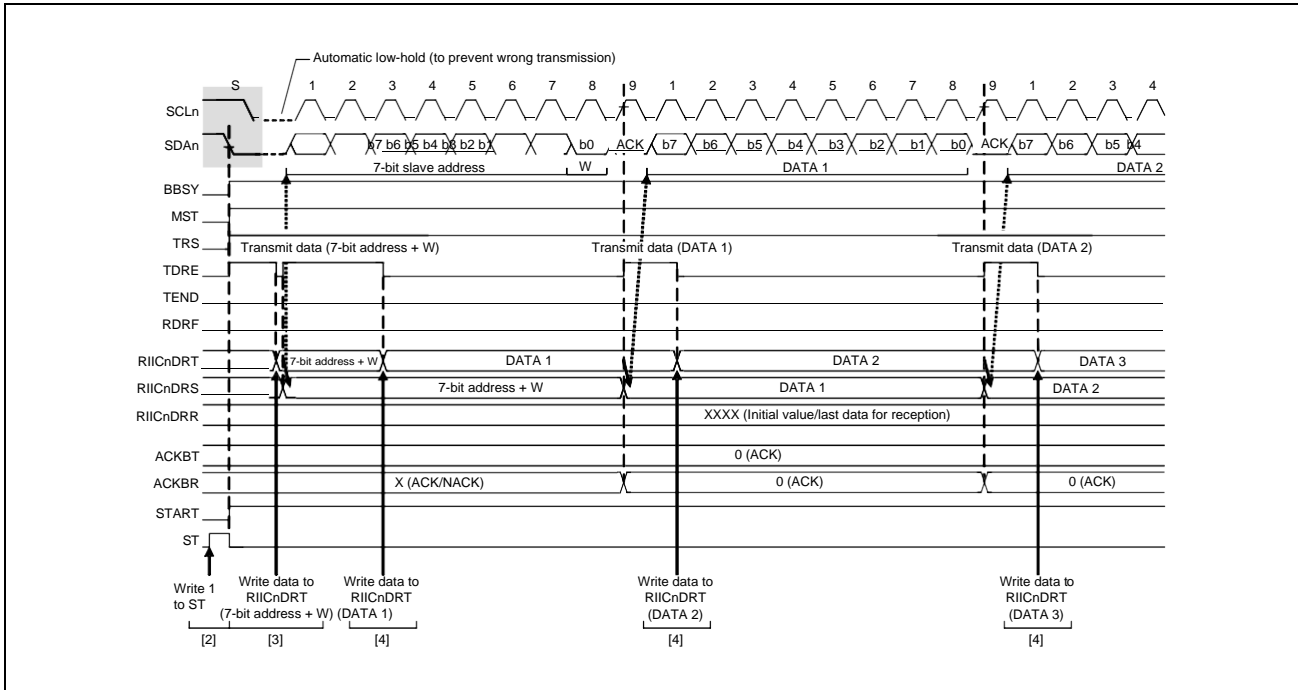 Automatic low-hold (to prevent wrong transmission)
S 1 2 3 4 5 6 7 8 9 1 2 3 4 5 6 7 8 9 1 2 3 4
SCLn
SDAn b7 b6 b5 b4 b3 b2 b1 b0 ACK b7 b6 b5 b4 b3 b2 b1 b0 ACK b7 b6 b5 b4
7-bit slave address W DATA 1 DATA 2
BBSY
MST
TRS
Transmit data (7-bit address + W) Transmit data (DATA 1) Transmit data (DATA 2)
TDRE
TEND
RDRF
RIICnDRT 7-bit address + W DATA 1 DATA 2 DATA 3
RIICnDRS 7-bit address + W DATA 1 DATA 2
RIICnDRR XXXX (Initial value/last data for reception)
ACKBT 0 (ACK)
ACKBR X (ACK/NACK) 0 (ACK) 0 (ACK)
START
ST
Write 1
to ST
Write data to
RIICnDRT
(7-bit address + W)
Write data to
RIICnDRT
(DATA 1)
Write data to
RIICnDRT
(DATA 2)
Write data to
RIICnDRT
(DATA 3)
[2] [3] [4] [4] [4]